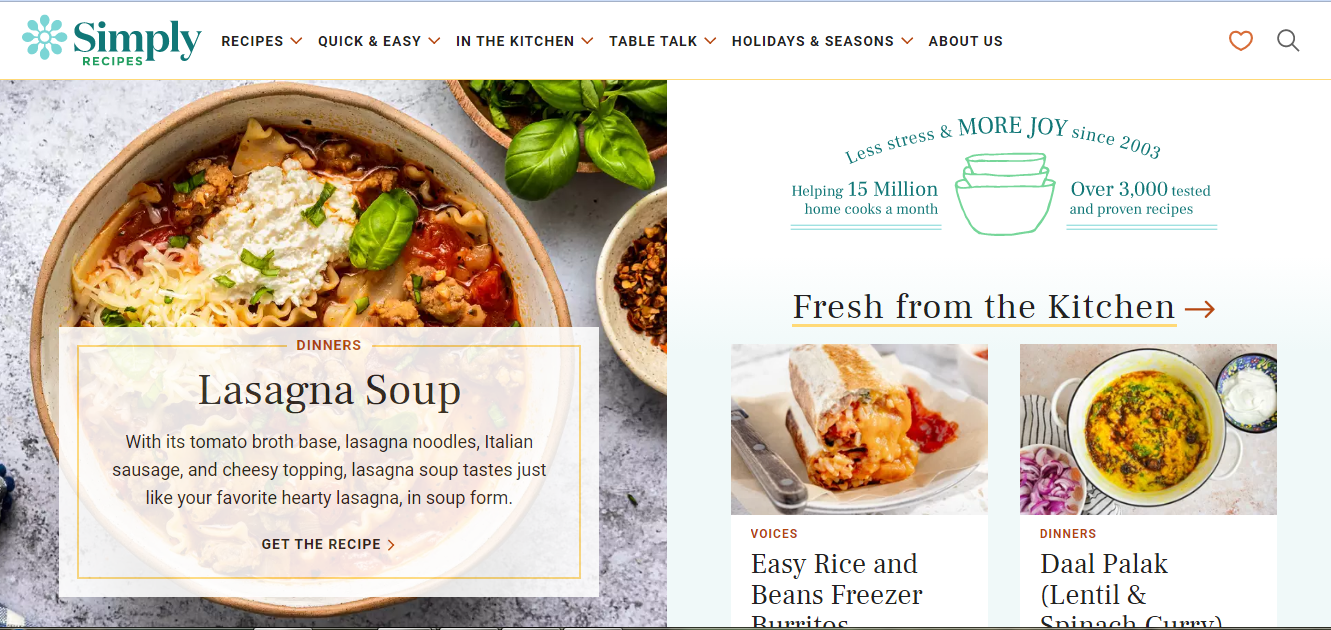 Simply
RECIPES
RECIPES QUICK & EASY IN THE KITCHEN TABLE TALK HOLIDAYS & SEASONS ABOUT US
Less stress & MORE JOY since 2003
Helping 15 Million
home cooks a month
Over 3,000 tested
and proven recipes
DINNERS
Lasagna Soup
With its tomato broth base, lasagna noodles, Italian
sausage, and cheesy topping, lasagna soup tastes just
like your favorite hearty lasagna, in soup form.
GET THE RECIPE
Fresh from the Kitchen
VOICES
Easy Rice and
Beans Freezer
Burritos
DINNERS
Daal Palak
(Lentil &
Spinach Curry)